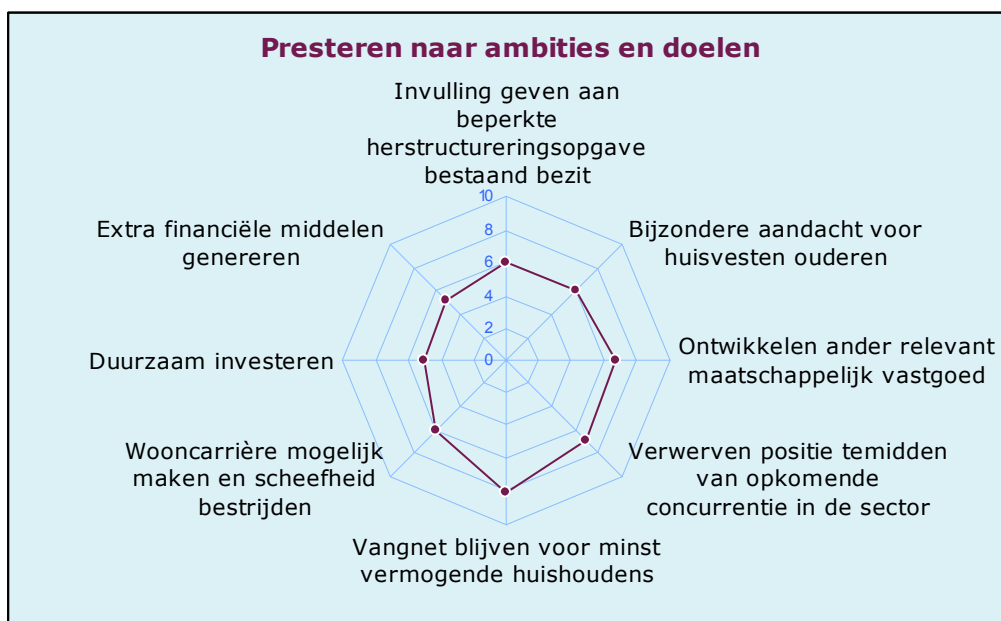 Presteren naar ambities en doelen
Invulling geven aan
beperkte
herstructureringsopgave
bestaand bezit
Bijzondere aandacht voor
huisvesten ouderen
Ontwikkelen ander relevant
maatschappelijk vastgoed
Verwerven positie temidden
van opkomende
concurrentie in de sector
Vangnet blijven voor minst
vermogende huishoudens
Wooncarrière mogelijk
maken en scheefheid
bestrijden
Duurzaam investeren
Extra financiële middelen
genereren
10
8
6
4
2
0